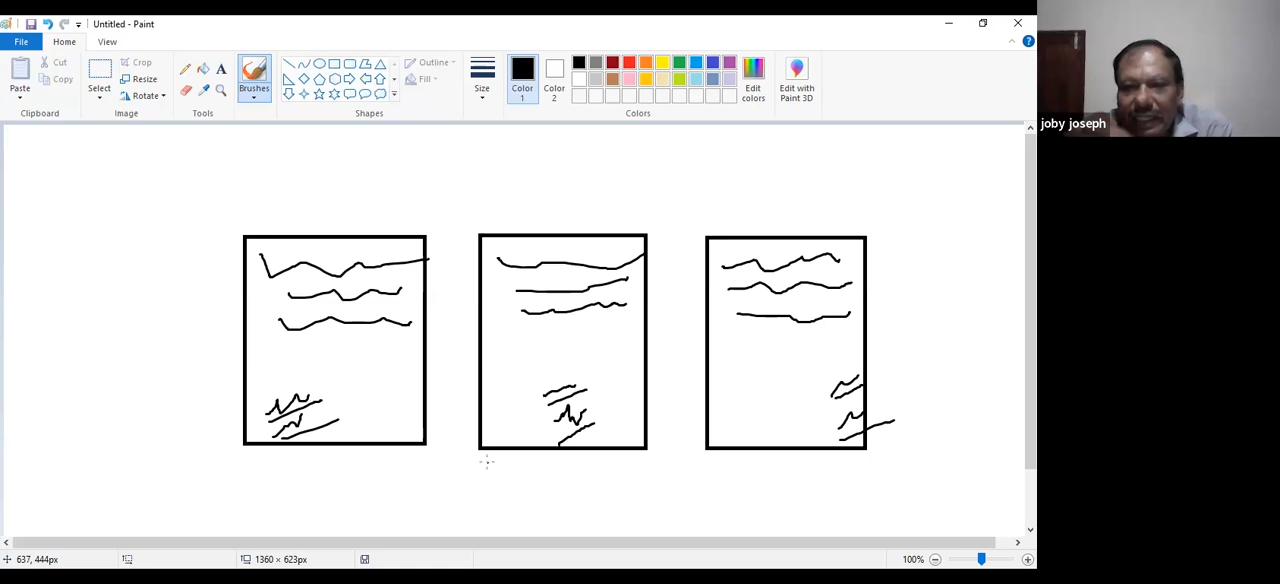 Untitled - Paint
File
Home
View
Paste
Cut
Copy
Clipboard
Select
Crop
Resize
Rotate
Image
A
Tools
Brushes
Outline
Fill
Shapes
Size
Color 1
Color 2
Edit colors
Edit with Paint 3D
Colors
joby joseph
637, 444px
1360 × 623px
100%